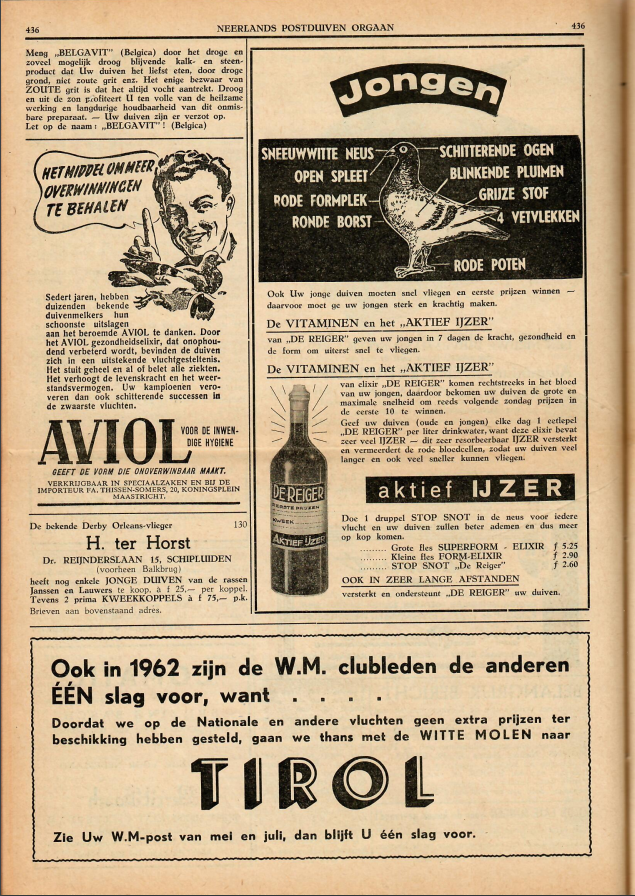 436
NEERLANDS POSTDUIVEN ORGAAN
436
Meng „BELGAVIT” (Belgica) door het droge en
zoveel mogelijk droog blijvende kalk- en steen-
product dat Uw duiven het liefst eten, door droge
grond, niet zoute grit enz. Het enige bezwaar van
ZOUTE grit is dat het altijd vocht aantrekt. Droog
en uit de zon profiteert U ten volle van de heilzame
werking en langdurige houdbaarheid van dit onmis-
bare preparaat. — Uw duiven zijn er verzot op.
Let op de naam: „BELGAVIT”! (Belgica)
HET MIDDEL OM MEER
OVERWINNINGEN
TE BEHALEN
Sedert jaren, hebben
duizenden bekende
duivenmelkers hun
schoonste uitslagen
aan het beroemde AVIOL te danken. Door
het AVIOL gezondheidselixir, dat onophou-
dend verbeterd wordt, bevinden de duiven
zich in een uitstekende vluchtgesteltenis.
Het stuit geheel en al of belet alle ziekten.
Het verhoogt de levenskracht en het weer-
standsvermogen. Uw kampioenen vero-
veren dan ook schitterende successen in
de zwaarste vluchten.
AVIOL
VOOR DE INWEN-
DIGE HYGIENE
GEEFT DE VORM DIE ONOVERWINBAAR MAAKT.
VERKRIJGBAAR IN SPECIAALZAKEN EN BIJ DE
IMPORTEUR FA. THISSEN-SOMERS, 20, KONINGSPLEIN
MAASTRICHT.
De bekende Derby Orleans-vlieger 130
H. ter Horst
Dr. REIJNDERSLAAN 15, SCHIPLUIDEN
(voorheen Balkbrug)
heeft nog enkele JONGE DUIVEN van de rassen
Janssen en Lauwers te koop, à f 25,— per koppel.
Tevens 2 prima KWEEKKOPPELS à f 75,— p.k.
Brieven aan bovenstaand adres.
Jongen
SNEEUWWITTE NEUS
OPEN SPLEET
RODE FORMPLEK
RONDE BORST
SCHITTERENDE OGEN
BLINKENDE PLUIMEN
GRIJZE STOF
4 VETVLEKKEN
RODE POTEN
Ook Uw jonge duiven moeten snel vliegen en eerste prijzen winnen —
daarvoor moet ge uw jongen sterk en krachtig maken.
De VITAMINEN en het „AKTIEF IJZER”
van „DE REIGER” geven uw jongen in 7 dagen de kracht, gezondheid en
de form om uiterst snel te vliegen.
De VITAMINEN en het „AKTIEF IJZER”
van elixir „DE REIGER” komen rechtstreeks in het bloed
van uw jongen, daardoor bekomen uw duiven de grote en
maximale snelheid om reeds volgende zondag prijzen in
de eerste 10 te winnen.
Geef uw duiven (oude en jongen) elke dag 1 eetlepel
„DE REIGER” per liter drinkwater, want deze elixir bevat
zeer veel IJZER — dit zeer resorbeerbaar IJZER versterkt
en vermeerdert de rode bloedcellen, zodat uw duiven veel
langer en ook veel sneller kunnen vliegen.
DE REIGER
EERSTE PRIJZEN
KWEEK
AKTIEF IJZER
aktief IJZER
Doe 1 druppel STOP SNOT in de neus voor iedere
vlucht en uw duiven zullen beter ademen en dus meer
op kop komen.
......... Grote fles SUPERFORM - ELIXIR f 5.25
......... Kleine fles FORM-ELIXIR f 2.90
......... STOP SNOT „De Reiger” f 2.60
OOK IN ZEER LANGE AFSTANDEN
versterkt en ondersteunt „DE REIGER” uw duiven.
Ook in 1962 zijn de W.M. clubleden de anderen
ÉÉN slag voor, want . . . .
Doordat we op de Nationale en andere vluchten geen extra prijzen ter
beschikking hebben gesteld, gaan we thans met de WITTE MOLEN naar
TIROL
Zie Uw W.M-post van mei en juli, dan blijft U één slag voor.